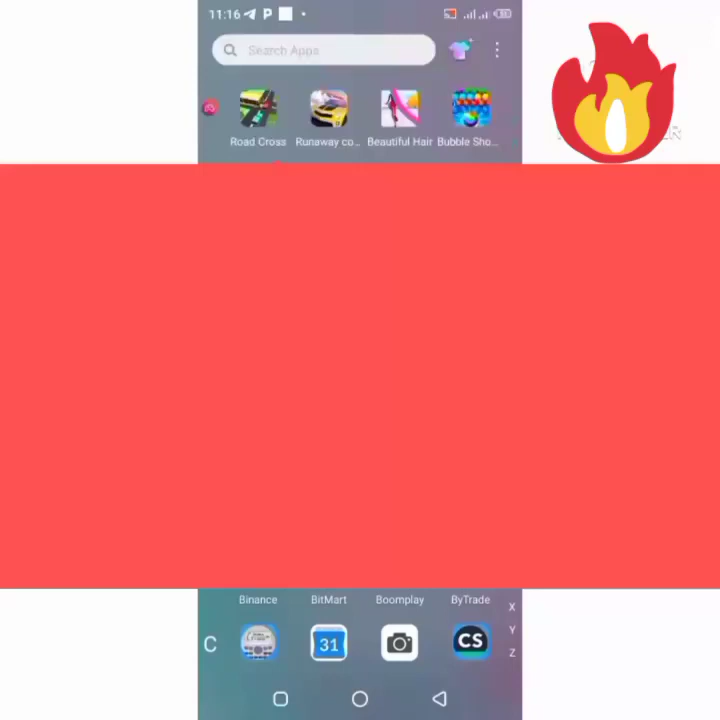 11:16
Search Apps
Road Cross Runaway co... Beautiful Hair Bubble Sho...
Binance BitMart Boomplay ByTrade
X
Y
C 31 CS
Z